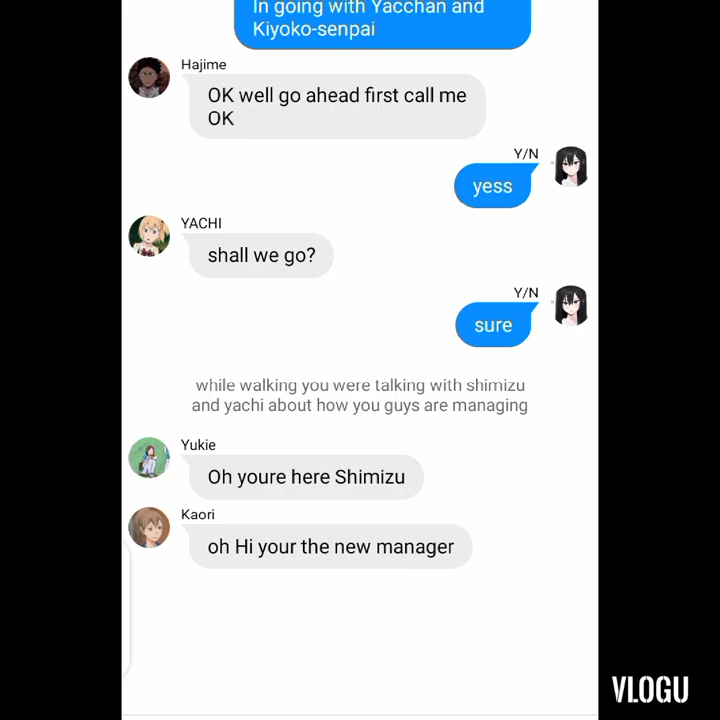 In going with Yacchan and
Kiyoko-senpai
Hajime
OK well go ahead first call me
OK
Y/N
yess
YACHI
shall we go?
Y/N
sure
while walking you were talking with shimizu
and yachi about how you guys are managing
Yukie
Oh youre here Shimizu
Kaori
oh Hi your the new manager
VLOGU